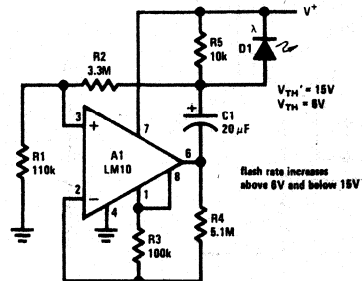 V+
λ
R5
10k
D1
R2
3.3M
VTH' = 15V
VTH = 6V
+
C1
20 µF
3
+
7
A1
LM10
6
flash rate increases
above 6V and below 15V
R1
110k
2
−
4
1
8
R3
100k
R4
5.1M